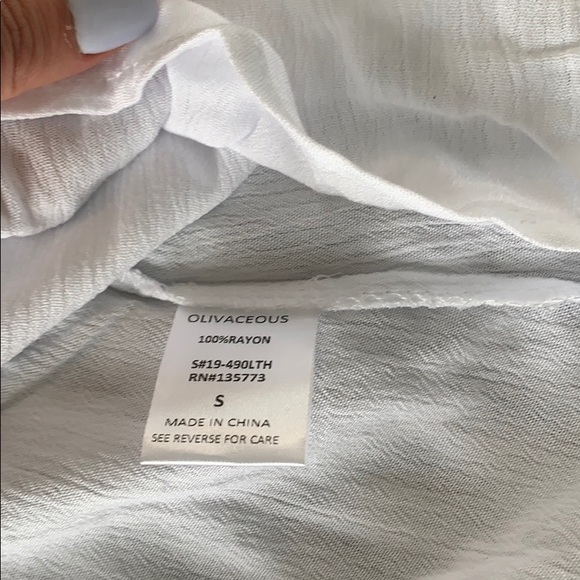 OLIVACEOUS
100%RAYON
S#19-490LTH
RN#135773
S
MADE IN CHINA
SEE REVERSE FOR CARE